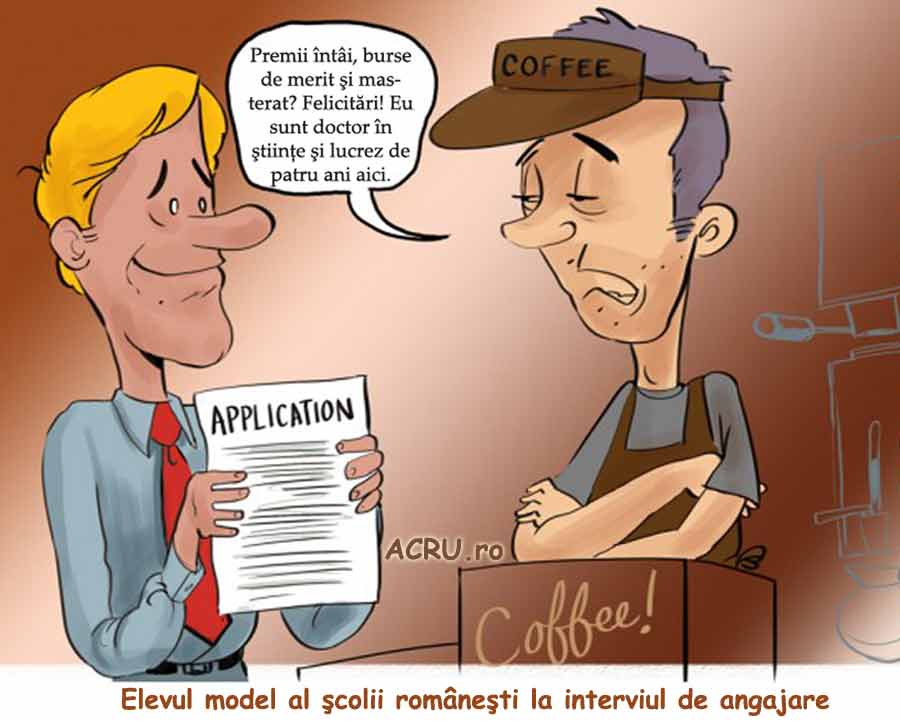 Premii întâi, burse
de merit şi mas-
terat? Felicitări! Eu
sunt doctor în
ştiințe şi lucrez de
patru ani aici.
COFFEE
APPLICATION
ACRU.ro
Coffee!
Elevul model al şcolii româneşti la interviul de angajare